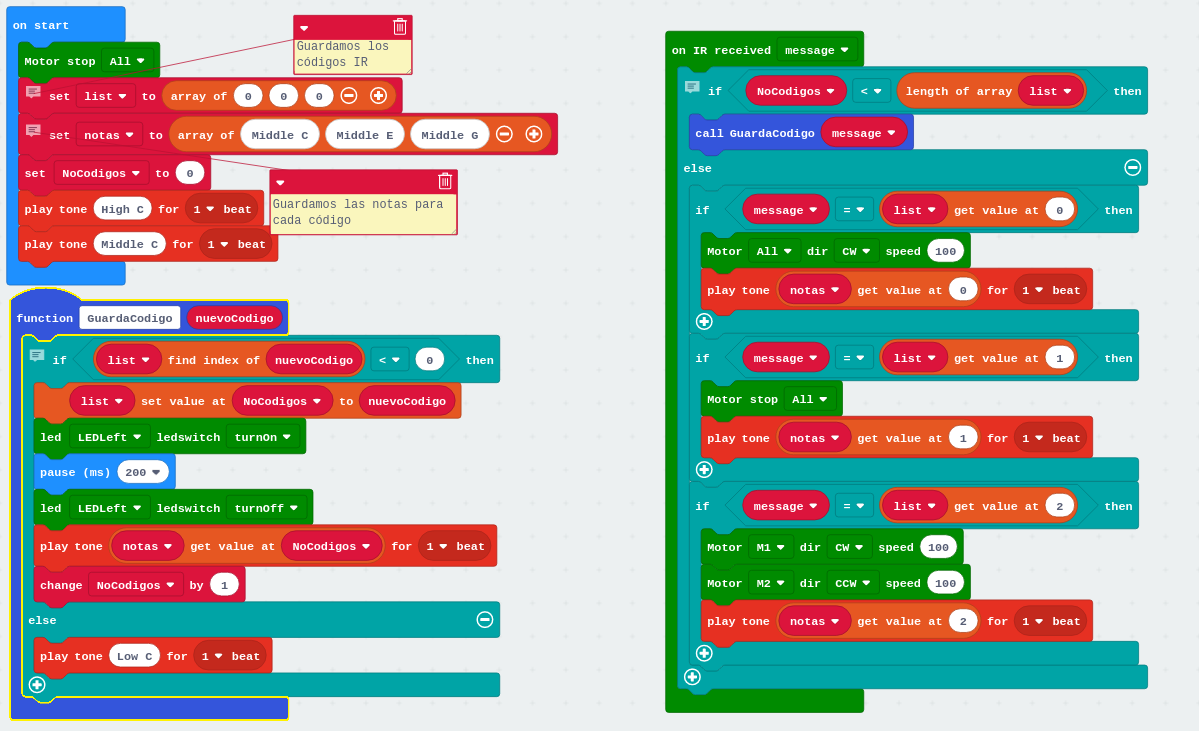 on start
Motor stop All
set list to array of 0 0 0
set notas to array of Middle C Middle E Middle G
set NoCodigos to 0
play tone High C for 1 beat
play tone Middle C for 1 beat
Guardamos los
códigos IR
Guardamos las notas para
cada código
function GuardaCodigo nuevoCodigo
if list find index of nuevoCodigo < 0 then
list set value at NoCodigos to nuevoCodigo
led LEDLeft ledswitch turnOn
pause (ms) 200
led LEDLeft ledswitch turnOff
play tone notas get value at NoCodigos for 1 beat
change NoCodigos by 1
else
play tone Low C for 1 beat
on IR received message
if NoCodigos < length of array list then
call GuardaCodigo message
else
if message = list get value at 0 then
Motor All dir CW speed 100
play tone notas get value at 0 for 1 beat
if message = list get value at 1 then
Motor stop All
play tone notas get value at 1 for 1 beat
if message = list get value at 2 then
Motor M1 dir CW speed 100
Motor M2 dir CCW speed 100
play tone notas get value at 2 for 1 beat